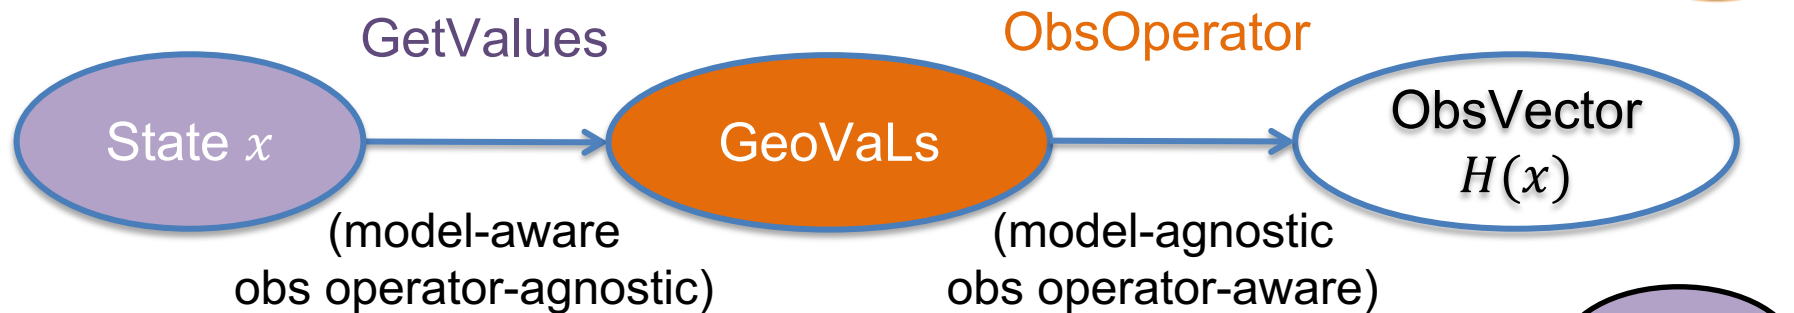 GetValues
ObsOperator
State x
GeoVaLs
ObsVector
H(x)
(model-aware
obs operator-agnostic)
(model-agnostic
obs operator-aware)